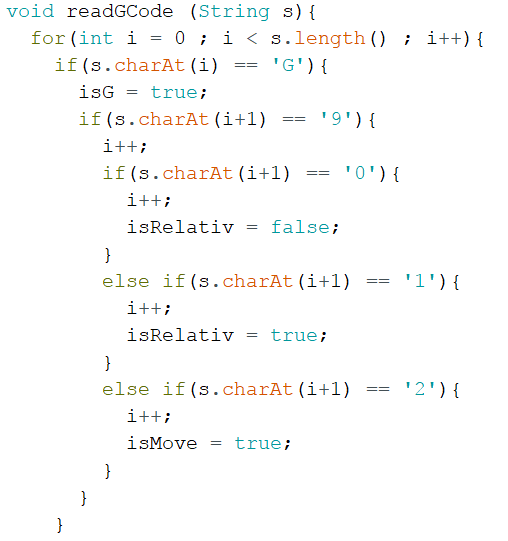 void readGCode (String s){
  for(int i = 0 ; i < s.length() ; i++){
    if(s.charAt(i) == 'G'){
      isG = true;
      if(s.charAt(i+1) == '9'){
        i++;
        if(s.charAt(i+1) == '0'){
          i++;
          isRelativ = false;
        }
        else if(s.charAt(i+1) == '1'){
          i++;
          isRelativ = true;
        }
        else if(s.charAt(i+1) == '2'){
          i++;
          isMove = true;
        }
      }
    }